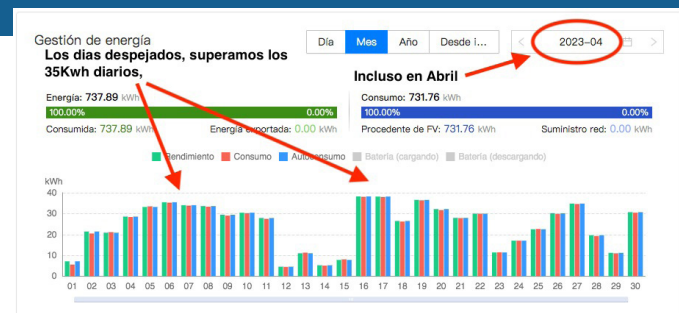 Gestión de energía
Día Mes Año Desde i... < 2023-04 >
Los dias despejados, superamos los
35Kwh diarios,
Incluso en Abril
Energía: 737.89 kWh
Consumo: 731.76 kWh
100.00% 0.00% 100.00% 0.00%
Consumida: 737.89 kWh Energía exportada: 0.00 kWh Procedente de FV: 731.76 kWh Suministro red: 0.00 kWh
Rendimiento Consumo Autoconsumo Batería (cargando) Batería (descargando)
kWh
40
30
20
10
0
01 02 03 04 05 06 07 08 09 10 11 12 13 14 15 16 17 18 19 20 21 22 23 24 25 26 27 28 29 30